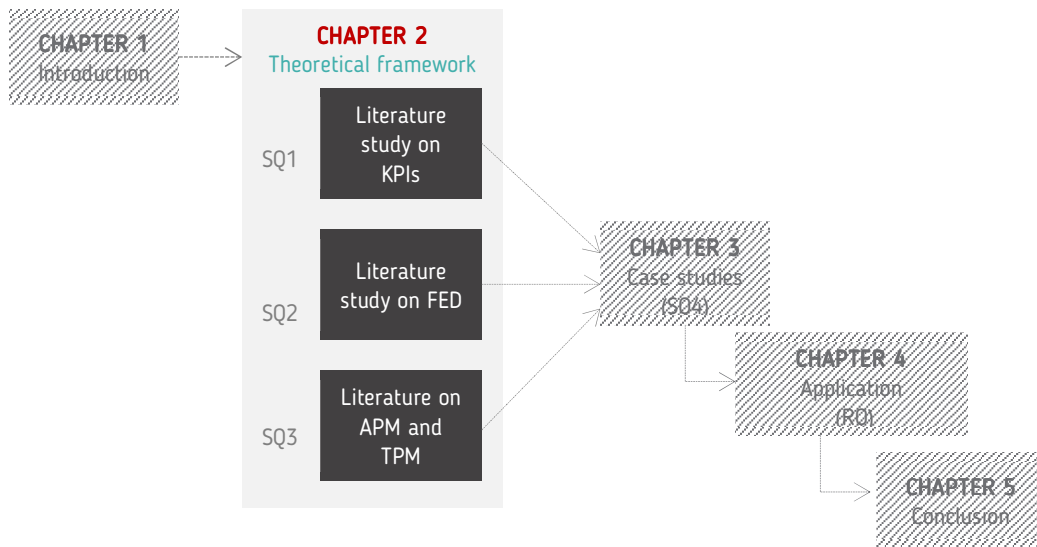 CHAPTER 1
Introduction
CHAPTER 2
Theoretical framework
SQ1
Literature
study on
KPIs
SQ2
Literature
study on FED
SQ3
Literature on
APM and
TPM
CHAPTER 3
Case studies
(SQ4)
CHAPTER 4
Application
(RQ)
CHAPTER 5
Conclusion